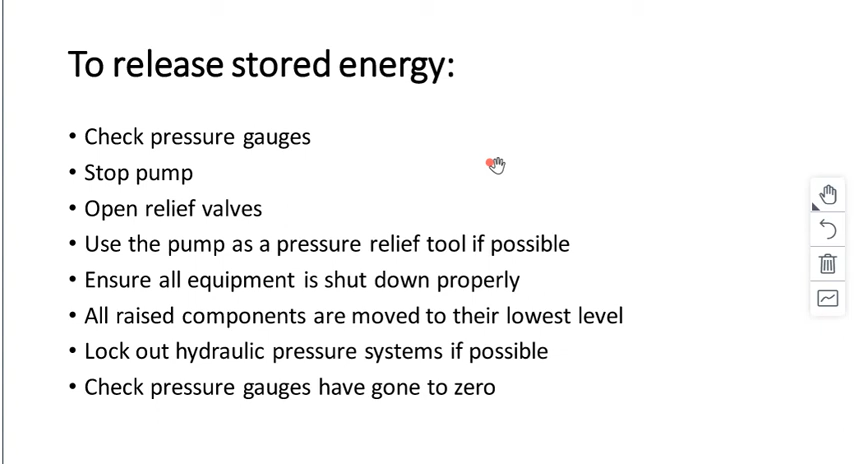 To release stored energy:
• Check pressure gauges
• Stop pump
• Open relief valves
• Use the pump as a pressure relief tool if possible
• Ensure all equipment is shut down properly
• All raised components are moved to their lowest level
• Lock out hydraulic pressure systems if possible
• Check pressure gauges have gone to zero